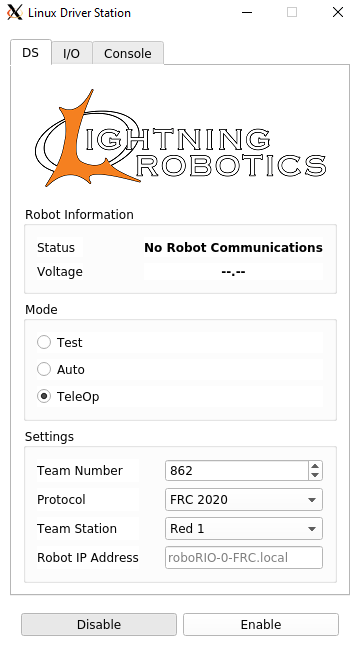 Linux Driver Station
DS
I/O
Console
LIGHTNING
ROBOTICS
Robot Information
Status No Robot Communications
Voltage --.--
Mode
Test
Auto
TeleOp
Settings
Team Number 862
Protocol FRC 2020
Team Station Red 1
Robot IP Address roboRIO-0-FRC.local
Disable Enable